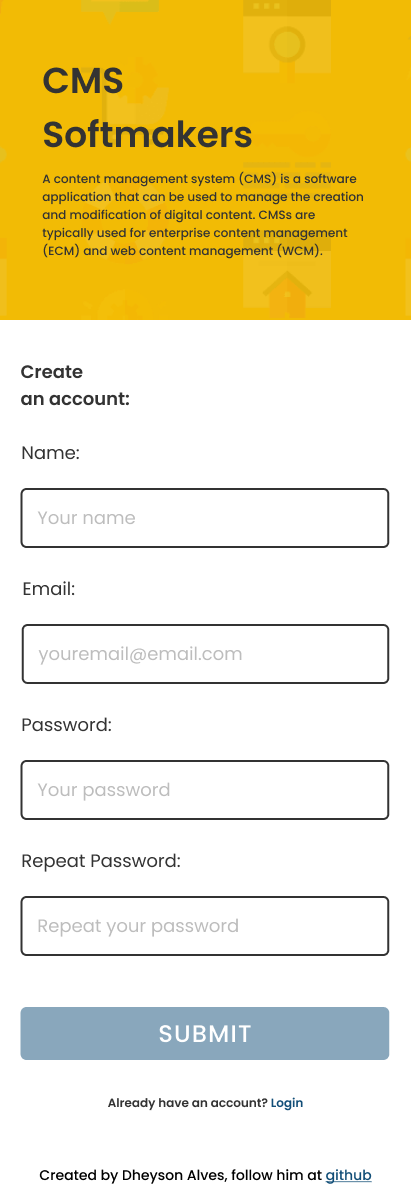 CMS
Softmakers
A content management system (CMS) is a software
application that can be used to manage the creation
and modification of digital content. CMSs are
typically used for enterprise content management
(ECM) and web content management (WCM).
Create
an account:
Name:
Your name
Email:
youremail@email.com
Password:
Your password
Repeat Password:
Repeat your password
SUBMIT
Already have an account? Login
Created by Dheyson Alves, follow him at github